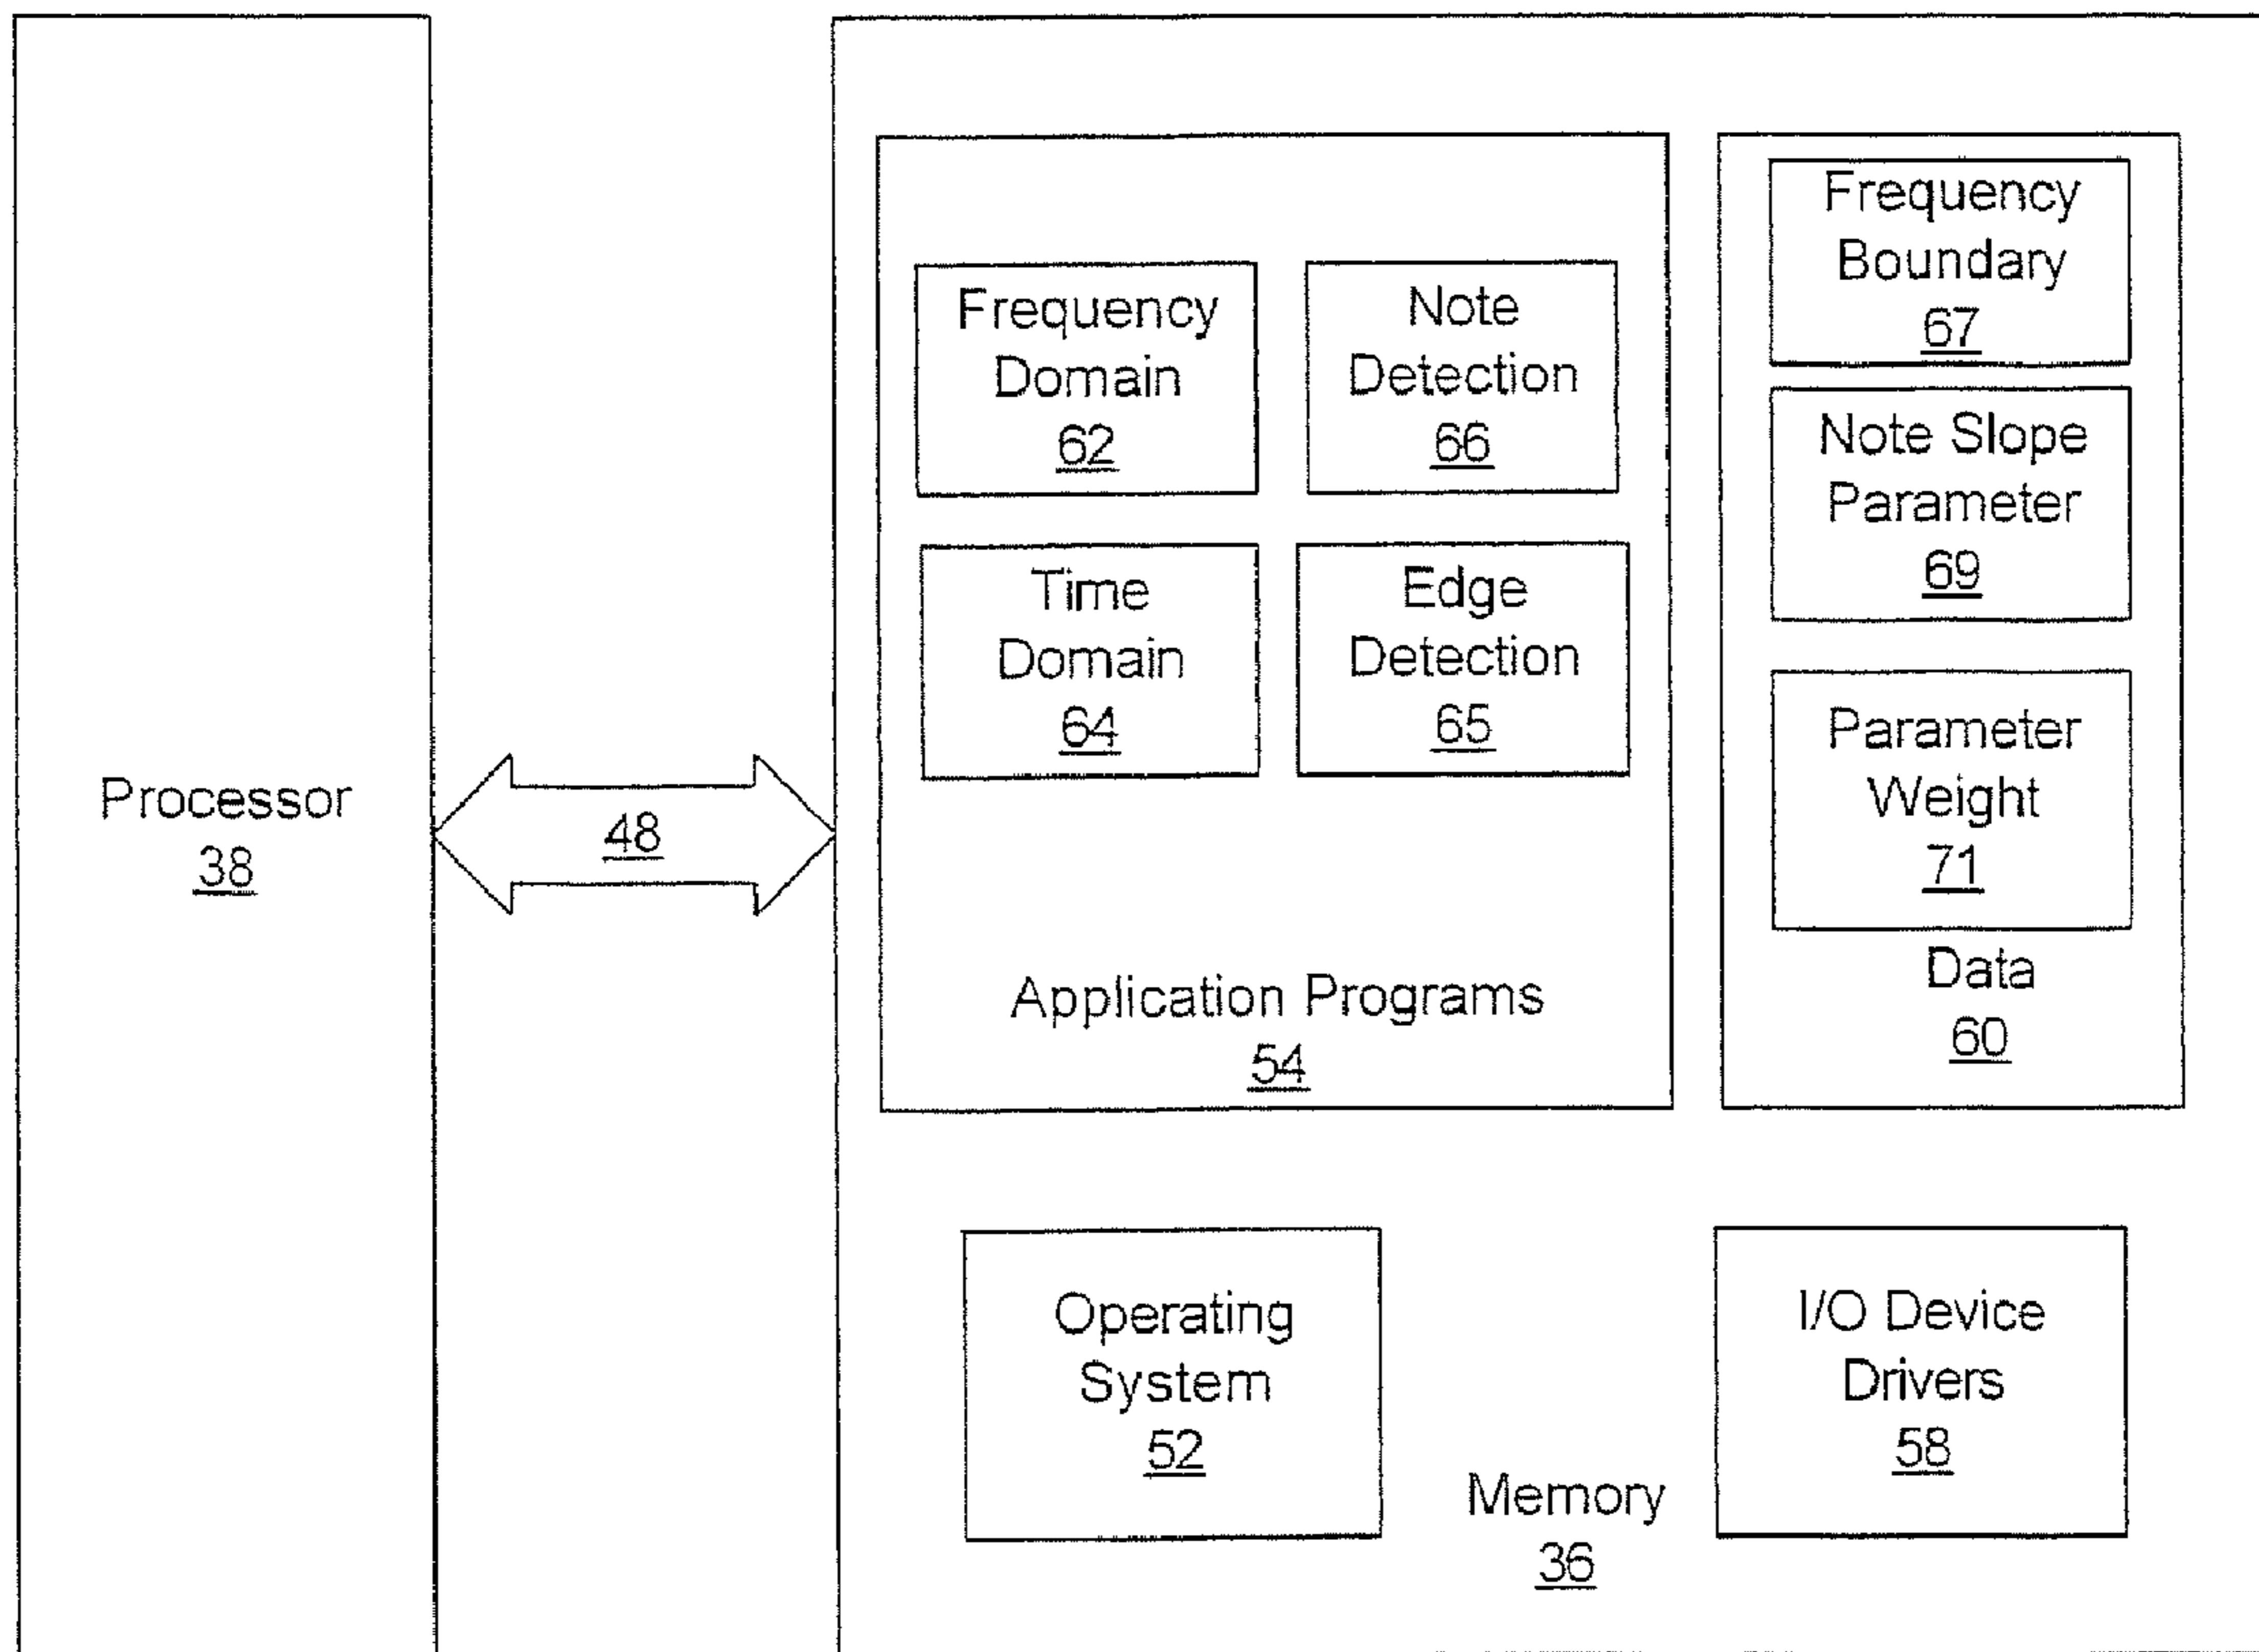 Processor
38
48
Frequency
Domain
62
Note
Detection
66
Time
Domain
64
Edge
Detection
65
Application Programs
54
Frequency
Boundary
67
Note Slope
Parameter
69
Parameter
Weight
71
Data
60
Operating
System
52
I/O Device
Drivers
58
Memory
36